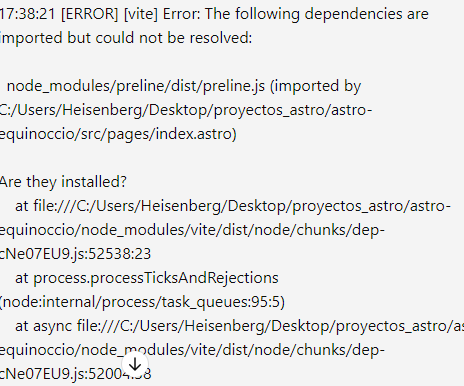 17:38:21 [ERROR] [vite] Error: The following dependencies are
imported but could not be resolved:
node_modules/preline/dist/preline.js (imported by
C:/Users/Heisenberg/Desktop/proyectos_astro/astro-
equinoccio/src/pages/index.astro)
Are they installed?
at file:///C:/Users/Heisenberg/Desktop/proyectos_astro/astro-
equinoccio/node_modules/vite/dist/node/chunks/dep-
cNe07EU9.js:52538:23
at process.processTicksAndRejections
(node:internal/process/task_queues:95:5)
at async file:///C:/Users/Heisenberg/Desktop/proyectos_astro/as
equinoccio/node_modules/vite/dist/node/chunks/dep-
cNe07EU9.js:52004:38